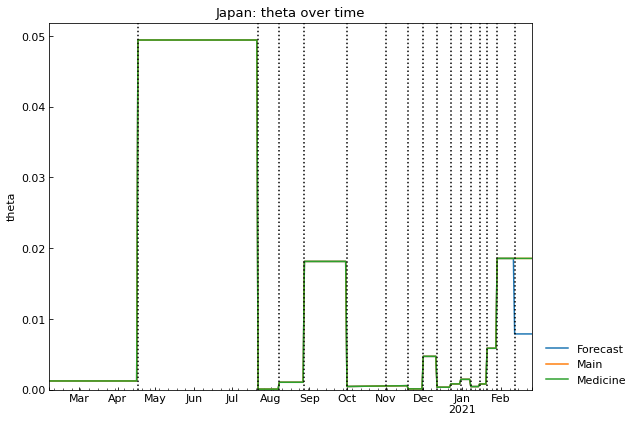 Japan: theta over time
theta
0.05
0.04
0.03
0.02
0.01
0.00
Mar Apr May Jun Jul Aug Sep Oct Nov Dec Jan Feb
2021
Forecast
Main
Medicine